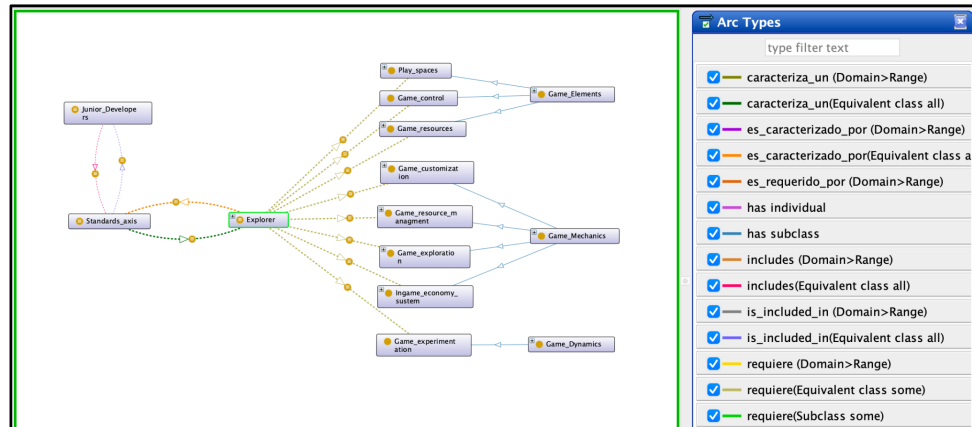 Play_spaces
Game_control
Game_resources
Game_Elements
Junior_Develope
rs
Game_customizat
ion
Standards_axis
Explorer
Game_resource_m
anagment
Game_exploratio
n
Game_Mechanics
Ingame_economy_
sustem
Game_experiment
ation
Game_Dynamics
Arc Types
type filter text
caracteriza_un (Domain>Range)
caracteriza_un(Equivalent class all)
es_caracterizado_por (Domain>Range)
es_caracterizado_por(Equivalent class a
es_requerido_por (Domain>Range)
has individual
has subclass
includes (Domain>Range)
includes(Equivalent class all)
is_included_in (Domain>Range)
is_included_in(Equivalent class all)
requiere (Domain>Range)
requiere(Equivalent class some)
requiere(Subclass some)